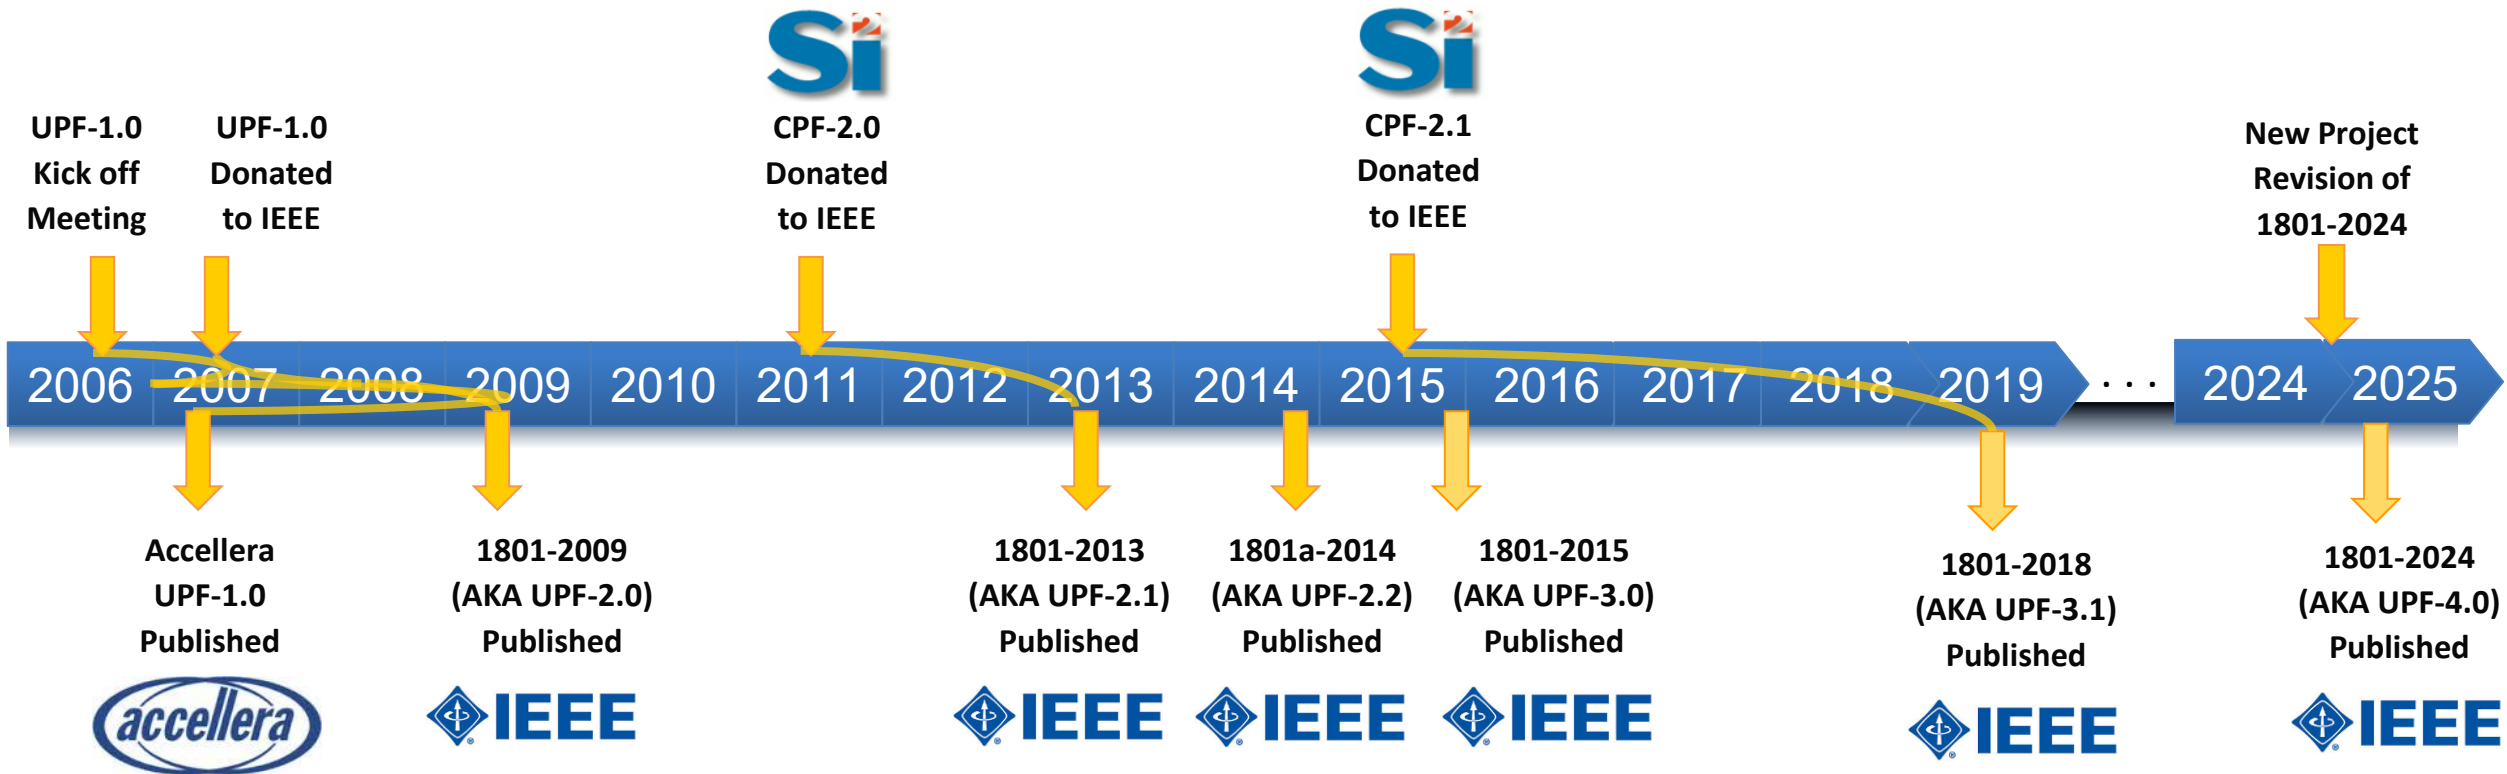 Si2
Si2
UPF-1.0
Kick off
Meeting
UPF-1.0
Donated
to IEEE
CPF-2.0
Donated
to IEEE
CPF-2.1
Donated
to IEEE
New Project
Revision of
1801-2024
2006 2007 2008 2009 2010 2011 2012 2013 2014 2015 2016 2017 2018 2019 ... 2024 2025
Accellera
UPF-1.0
Published
accellera
1801-2009
(AKA UPF-2.0)
Published
IEEE
1801-2013
(AKA UPF-2.1)
Published
IEEE
1801a-2014
(AKA UPF-2.2)
Published
IEEE
1801-2015
(AKA UPF-3.0)
Published
IEEE
1801-2018
(AKA UPF-3.1)
Published
IEEE
1801-2024
(AKA UPF-4.0)
Published
IEEE